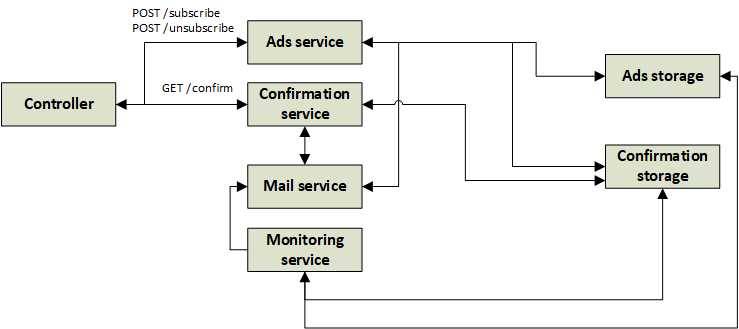 POST /subscribe
POST /unsubscribe
Ads service
Ads storage
GET /confirm
Controller
Confirmation
service
Confirmation
storage
Mail service
Monitoring
service